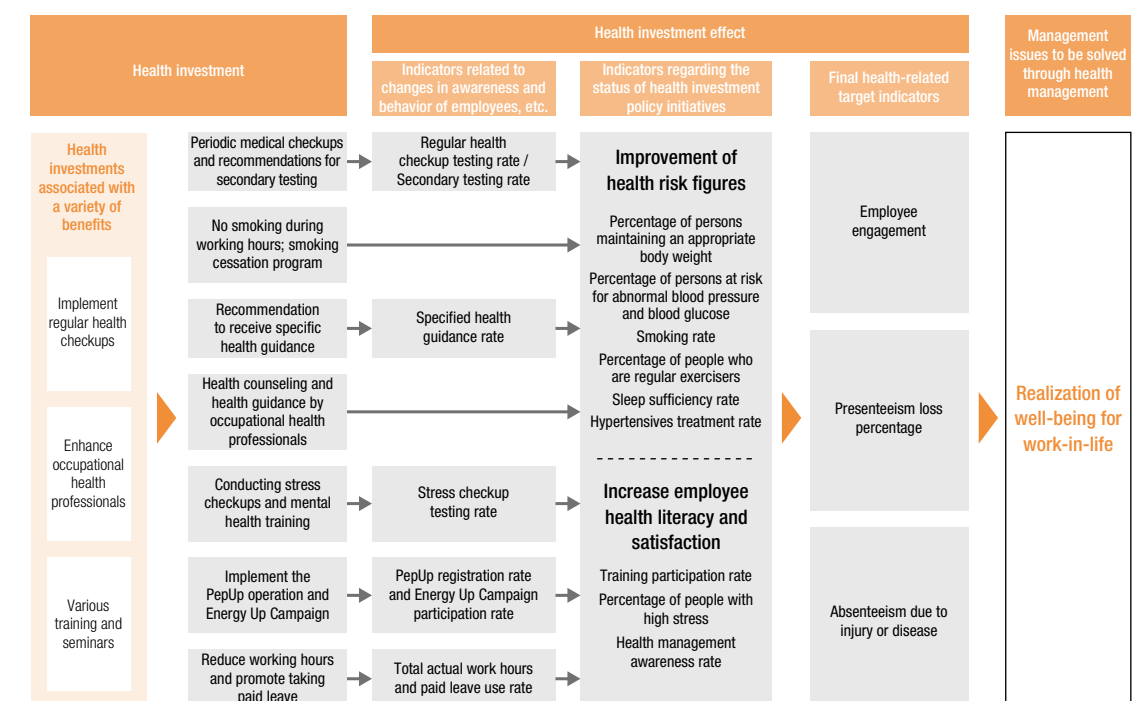 Health investment
Health investment effect
Indicators related to
changes in awareness and
behavior of employees, etc.
Indicators regarding the
status of health investment
policy initiatives
Final health-related
target indicators
Management
issues to be solved
through health
management
Health
investments
associated with
a variety of
benefits
Implement
regular health
checkups
Enhance
occupational
health
professionals
Various
training and
seminars
Periodic medical checkups
and recommendations for
secondary testing
No smoking during
working hours; smoking
cessation program
Recommendation
to receive specific
health guidance
Health counseling and
health guidance by
occupational health
professionals
Conducting stress
checkups and mental
health training
Implement the
PepUp operation and
Energy Up Campaign
Reduce working hours
and promote taking
paid leave
Regular health
checkup testing rate /
Secondary testing rate
Specified health
guidance rate
Stress checkup
testing rate
PepUp registration rate
and Energy Up Campaign
participation rate
Total actual work hours
and paid leave use rate
Improvement of
health risk figures
Percentage of persons
maintaining an appropriate
body weight
Percentage of persons at risk
for abnormal blood pressure
and blood glucose
Smoking rate
Percentage of people who
are regular exercisers
Sleep sufficiency rate
Hypertensives treatment rate
Increase employee
health literacy and
satisfaction
Training participation rate
Percentage of people with
high stress
Health management
awareness rate
Employee
engagement
Presenteeism loss
percentage
Absenteeism due to
injury or disease
Realization of
well-being for
work-in-life